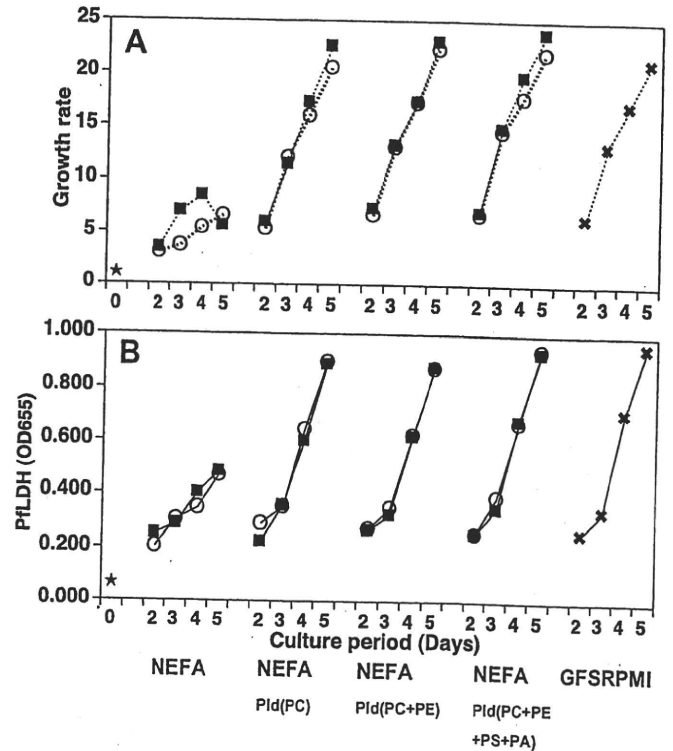 A
Growth rate
25
20
15
10
5
0
0 2 3 4 5 2 3 4 5 2 3 4 5 2 3 4 5 2 3 4 5
B
PfLDH (OD655)
1.000
0.800
0.600
0.400
0.200
0.000
0 2 3 4 5 2 3 4 5 2 3 4 5 2 3 4 5 2 3 4 5
Culture period (Days)
NEFA NEFA NEFA NEFA GFSRPMI
Pld(PC) Pld(PC+PE) Pld(PC+PE
+PS+PA)